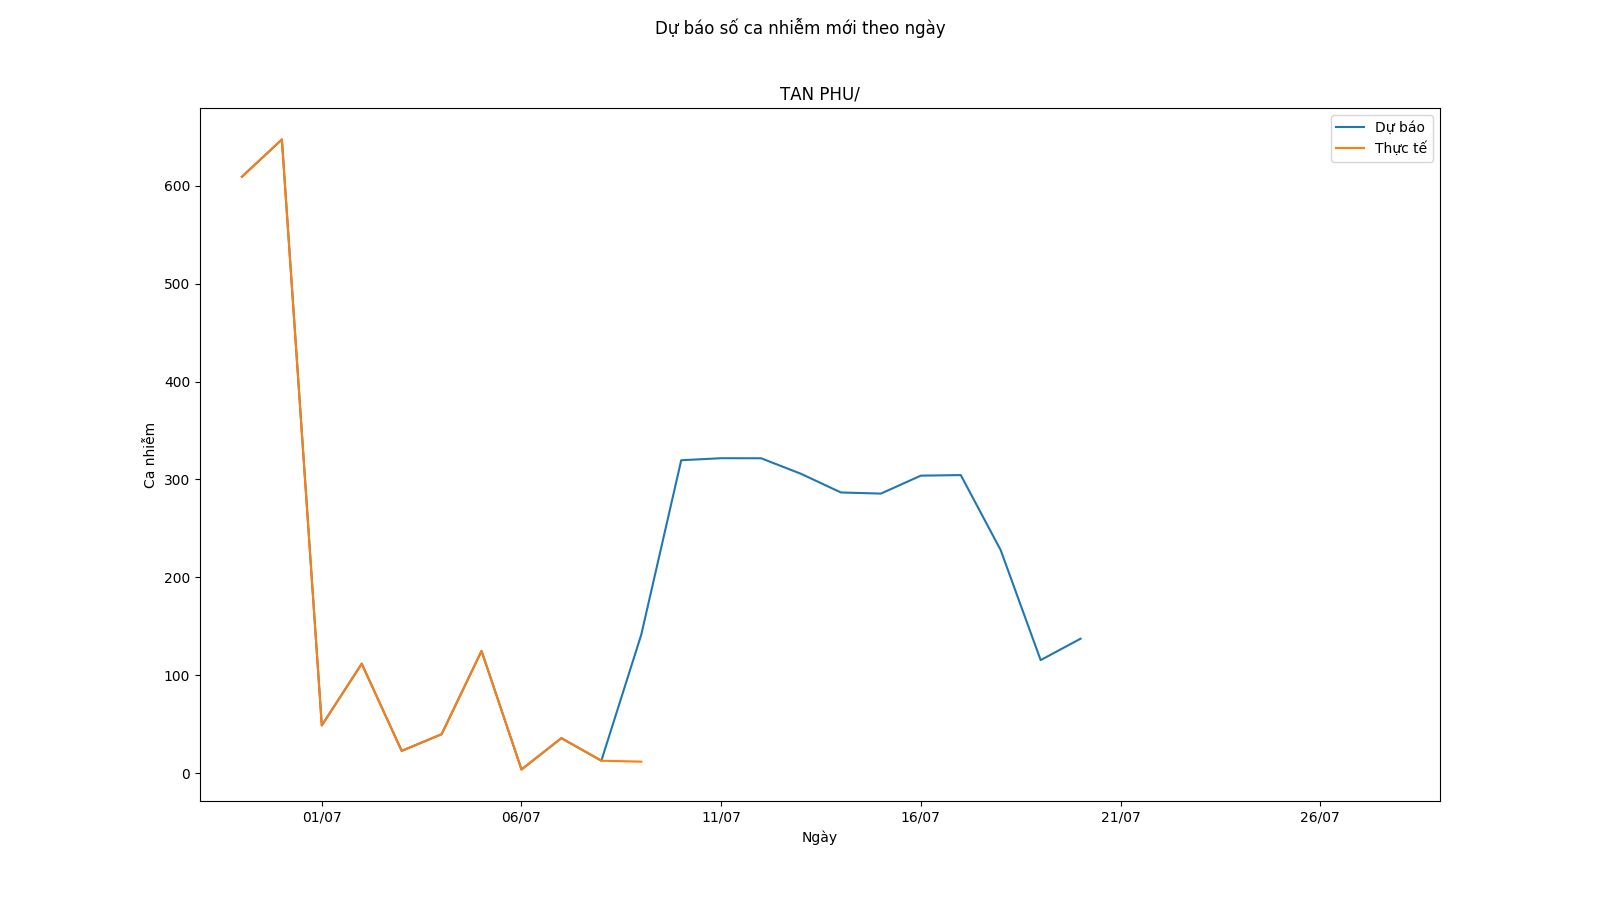 Dự báo số ca nhiễm mới theo ngày
TAN PHU/
Dự báo
Thực tế
600
500
400
300
200
100
0
Ca nhiễm
01/07
06/07
11/07
16/07
21/07
26/07
Ngày